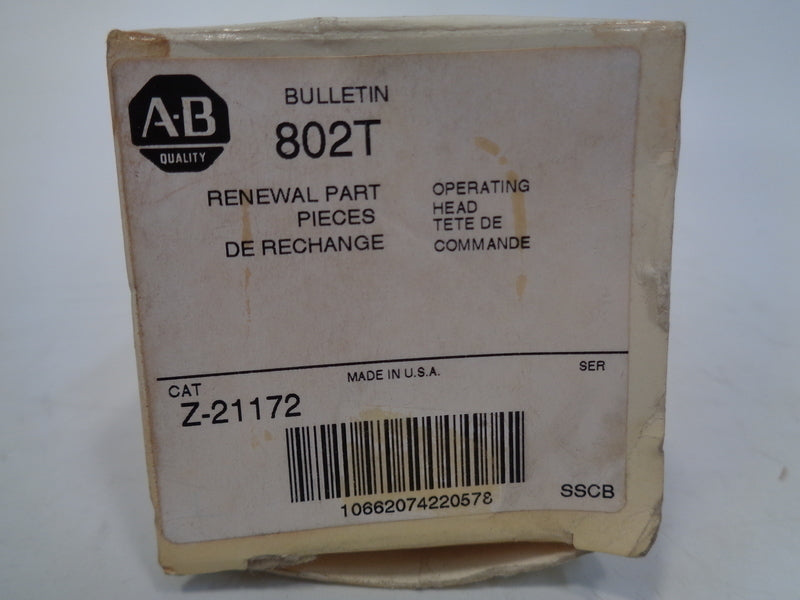 A-B
QUALITY
BULLETIN
802T
RENEWAL PART
PIECES
DE RECHANGE
OPERATING
HEAD
TETE DE
COMMANDE
MADE IN U.S.A.
SER
CAT
Z-21172
10662074220578
SSCB